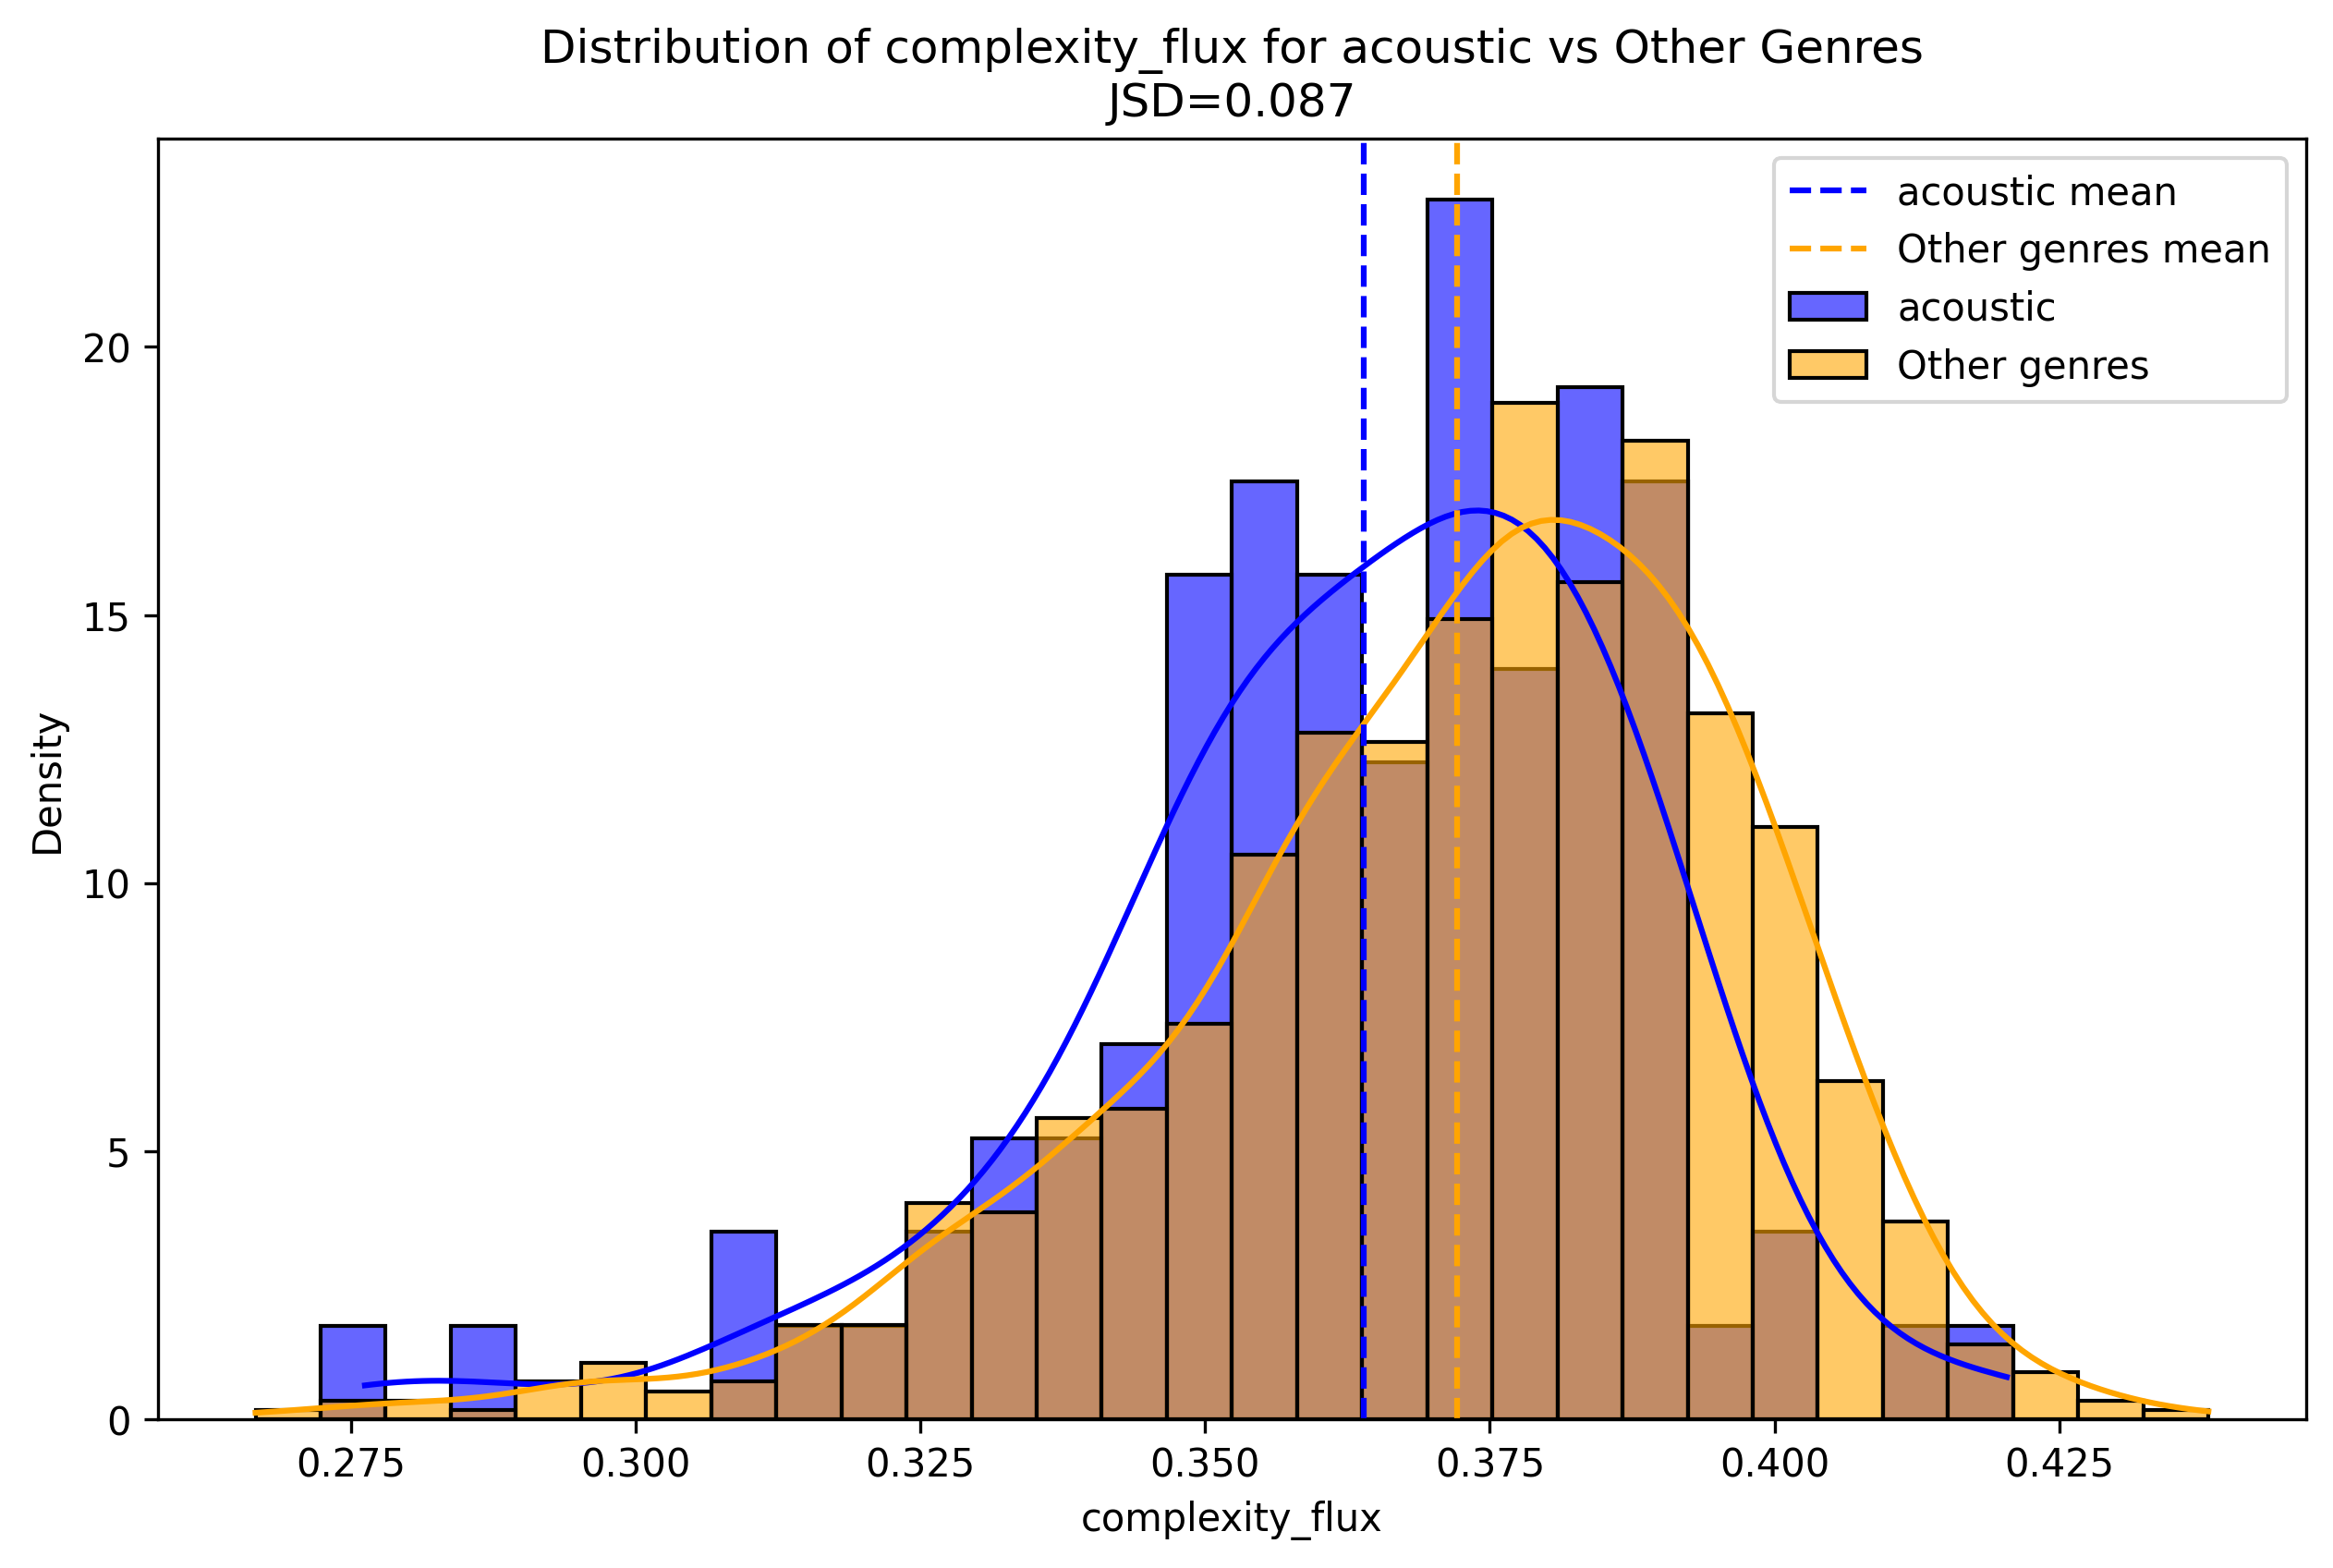 Distribution of complexity_flux for acoustic vs Other Genres
JSD=0.087
acoustic mean
Other genres mean
acoustic
Other genres
Density
20
15
10
5
0
0.275 0.300 0.325 0.350 0.375 0.400 0.425
complexity_flux